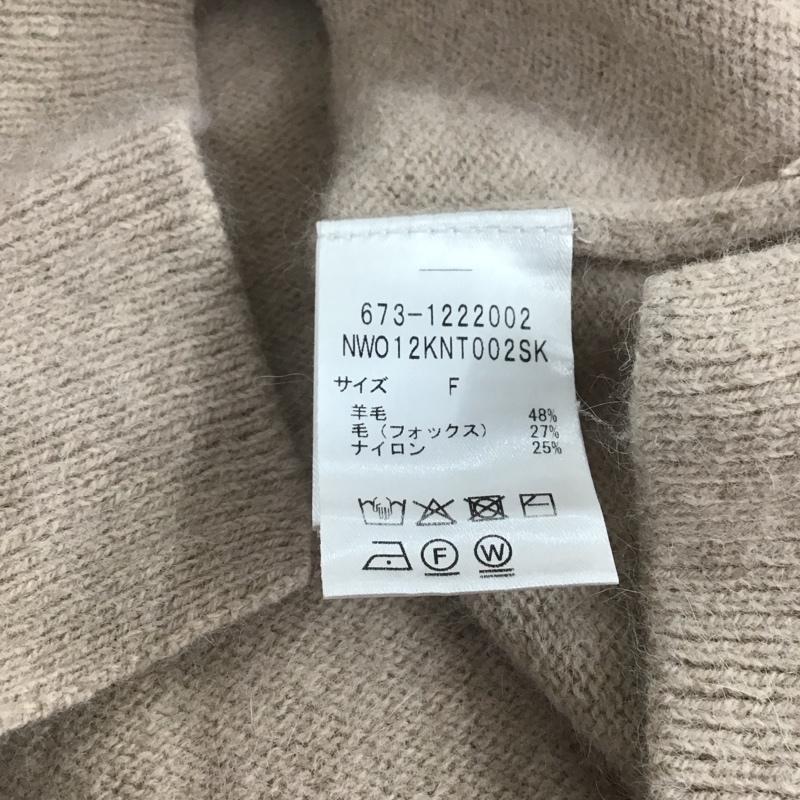 673-1222002
NW012KNT002SK
サイズ F
羊毛 48%
毛(フォックス) 27%
ナイロン 25%
F W